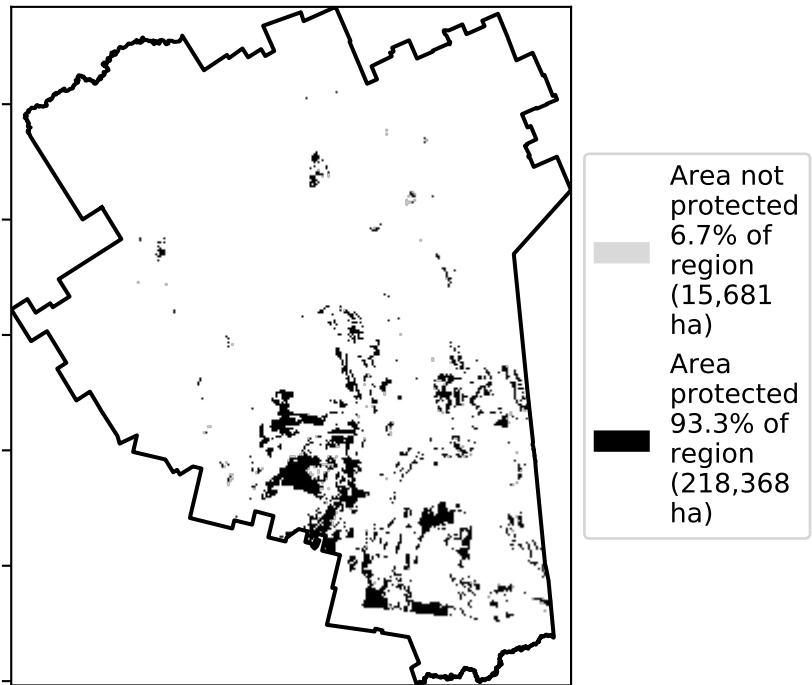 Area not
protected
6.7% of
region
(15,681
ha)
Area
protected
93.3% of
region
(218,368
ha)